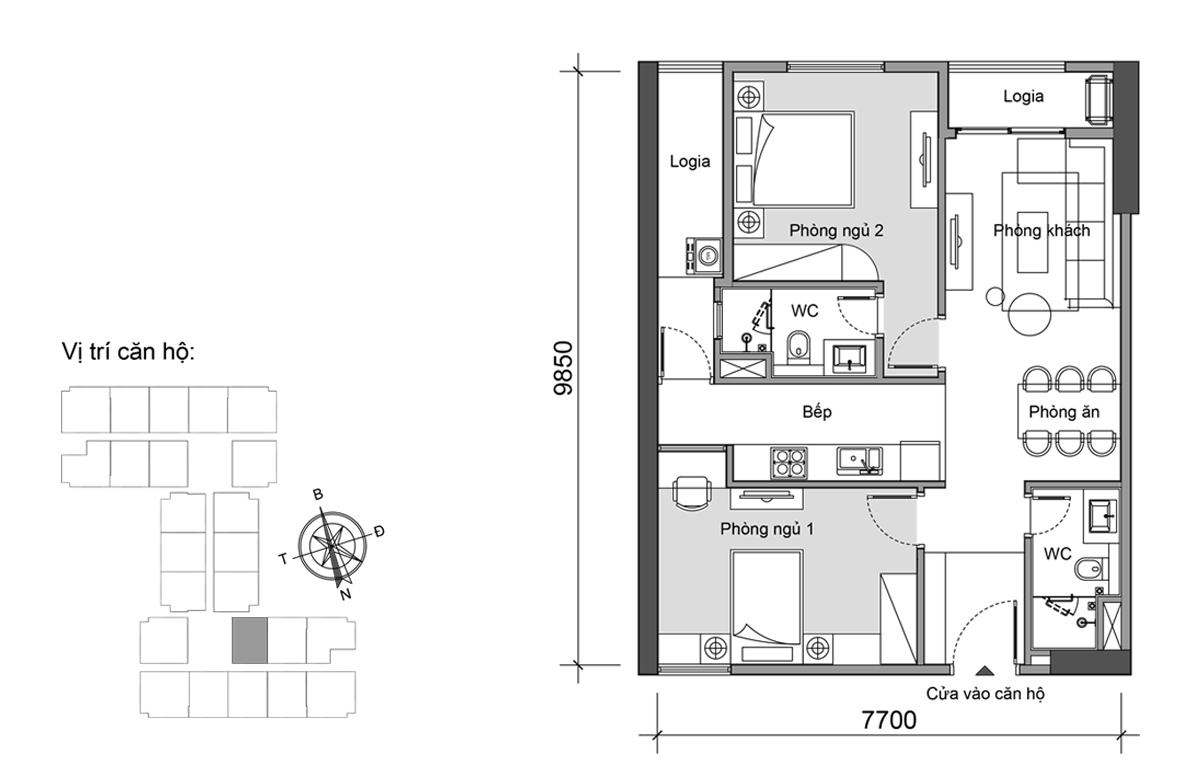 Logia
Logia
Phòng ngủ 2
Phòng khách
WC
Vị trí căn hộ:
9850
Bếp
Phòng ăn
B
Đ
T
N
Phòng ngủ 1
WC
Cửa vào căn hộ
7700